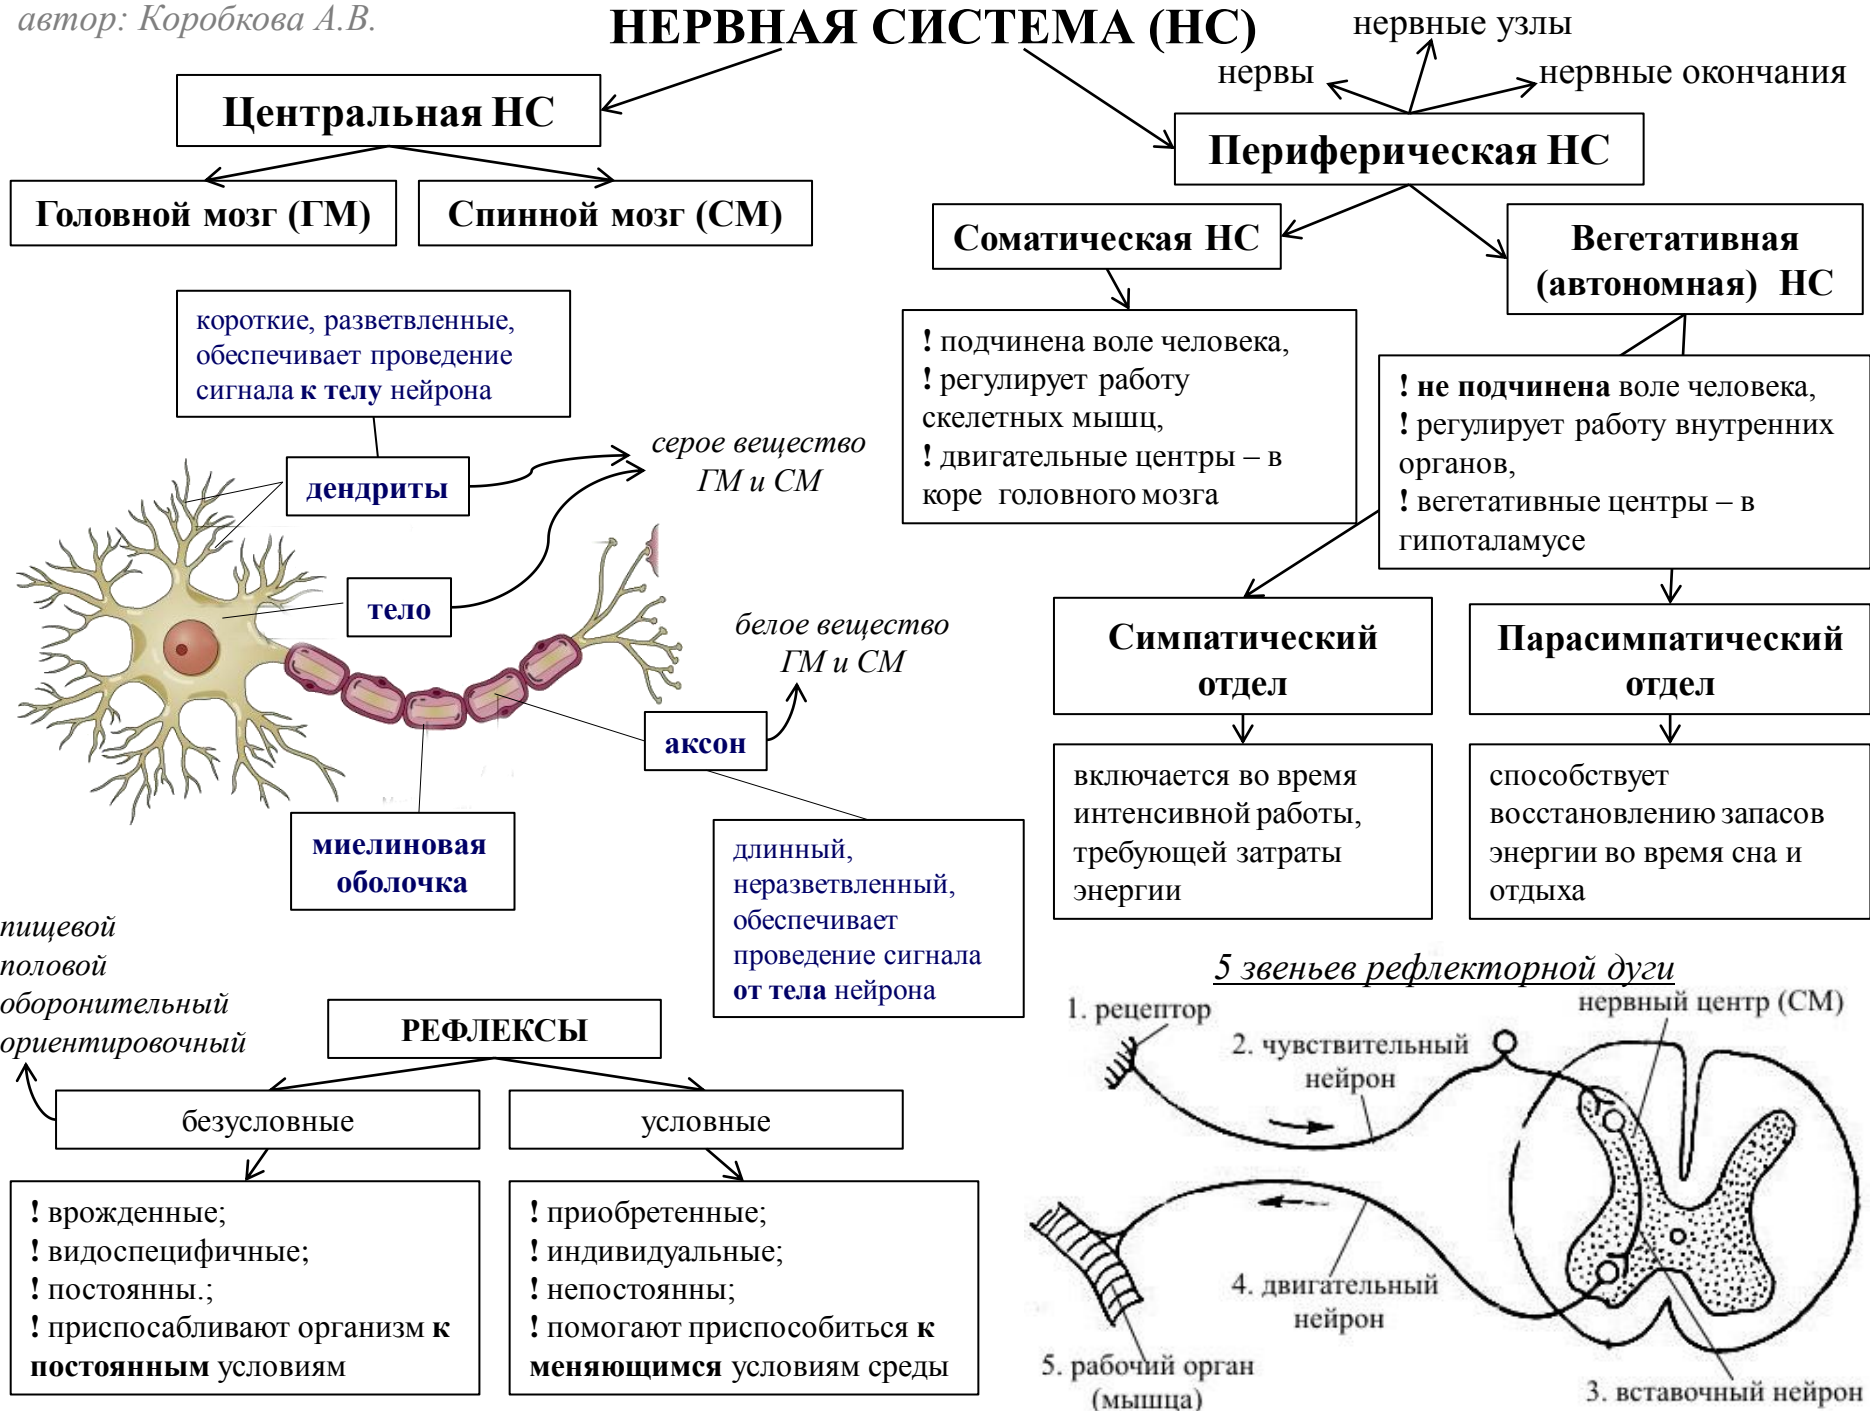 автор: Коробкова А.В.
НЕРВНАЯ СИСТЕМА (НС)
нервные узлы
нервы
нервные окончания
Центральная НС
Периферическая НС
Головной мозг (ГМ)
Спинной мозг (СМ)
Соматическая НС
Вегетативная
(автономная) НС
короткие, разветвленные,
обеспечивает проведение
сигнала к телу нейрона
! подчинена воле человека,
! регулирует работу
скелетных мышц,
! двигательные центры – в
коре головного мозга
! не подчинена воле человека,
! регулирует работу внутренних
органов,
! вегетативные центры – в
гипоталамусе
дендриты
серое вещество
ГМ и СМ
тело
белое вещество
ГМ и СМ
аксон
миелиновая
оболочка
длинный,
неразветвленный,
обеспечивает
проведение сигнала
от тела нейрона
Симпатический
отдел
Парасимпатический
отдел
включается во время
интенсивной работы,
требующей затраты
энергии
способствует
восстановлению запасов
энергии во время сна и
отдыха
пищевой
половой
оборонительный
ориентировочный
РЕФЛЕКСЫ
безусловные
условные
! врожденные;
! видоспецифичные;
! постоянны.;
! приспосабливают организм к
постоянным условиям
! приобретенные;
! индивидуальные;
! непостоянны;
! помогают приспособиться к
меняющимся условиям среды
5 звеньев рефлекторной дуги
1. рецептор
нервный центр (СМ)
2. чувствительный
нейрон
4. двигательный
нейрон
5. рабочий орган
(мышца)
3. вставочный нейрон